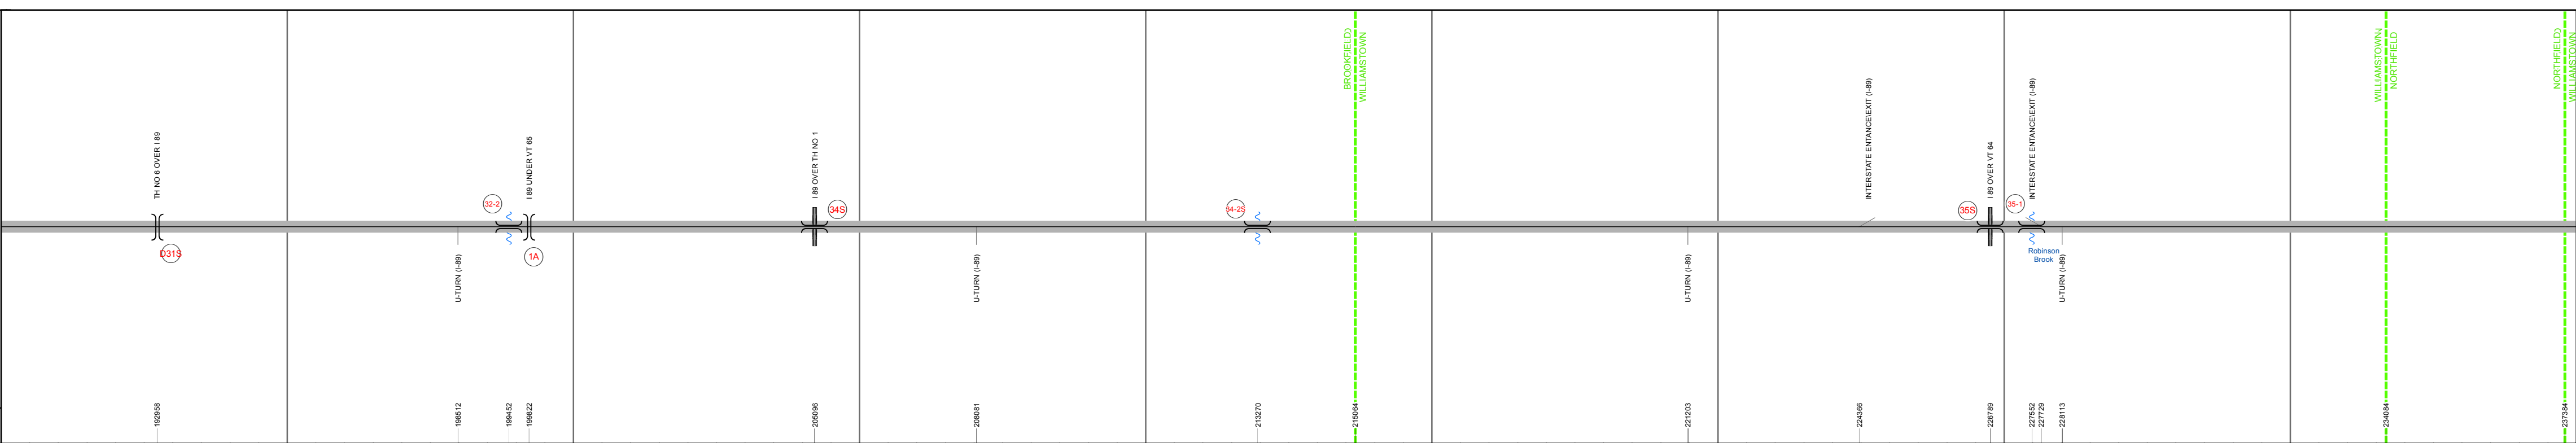 BROOKFIELD
WILLIAMSTOWN
WILLIAMSTOWN
NORTHFIELD
NORTHFIELD
WILLIAMSTOWN
TH NO 6 OVER I 89
I 89 UNDER VT 65
I 89 OVER TH NO 1
INTERSTATE ENTANCE\EXIT (I-89)
I 89 OVER VT 64
INTERSTATE ENTANCE\EXIT (I-89)
32-2
34S
34-2S
35S
35-1
D31S
1A
Robinson
Brook
U-TURN (I-89)
U-TURN (I-89)
U-TURN (I-89)
U-TURN (I-89)
192958
198512
199452
199822
205096
208081
213270
215064
221203
224366
226789
227552
227729
228113
234084
237384